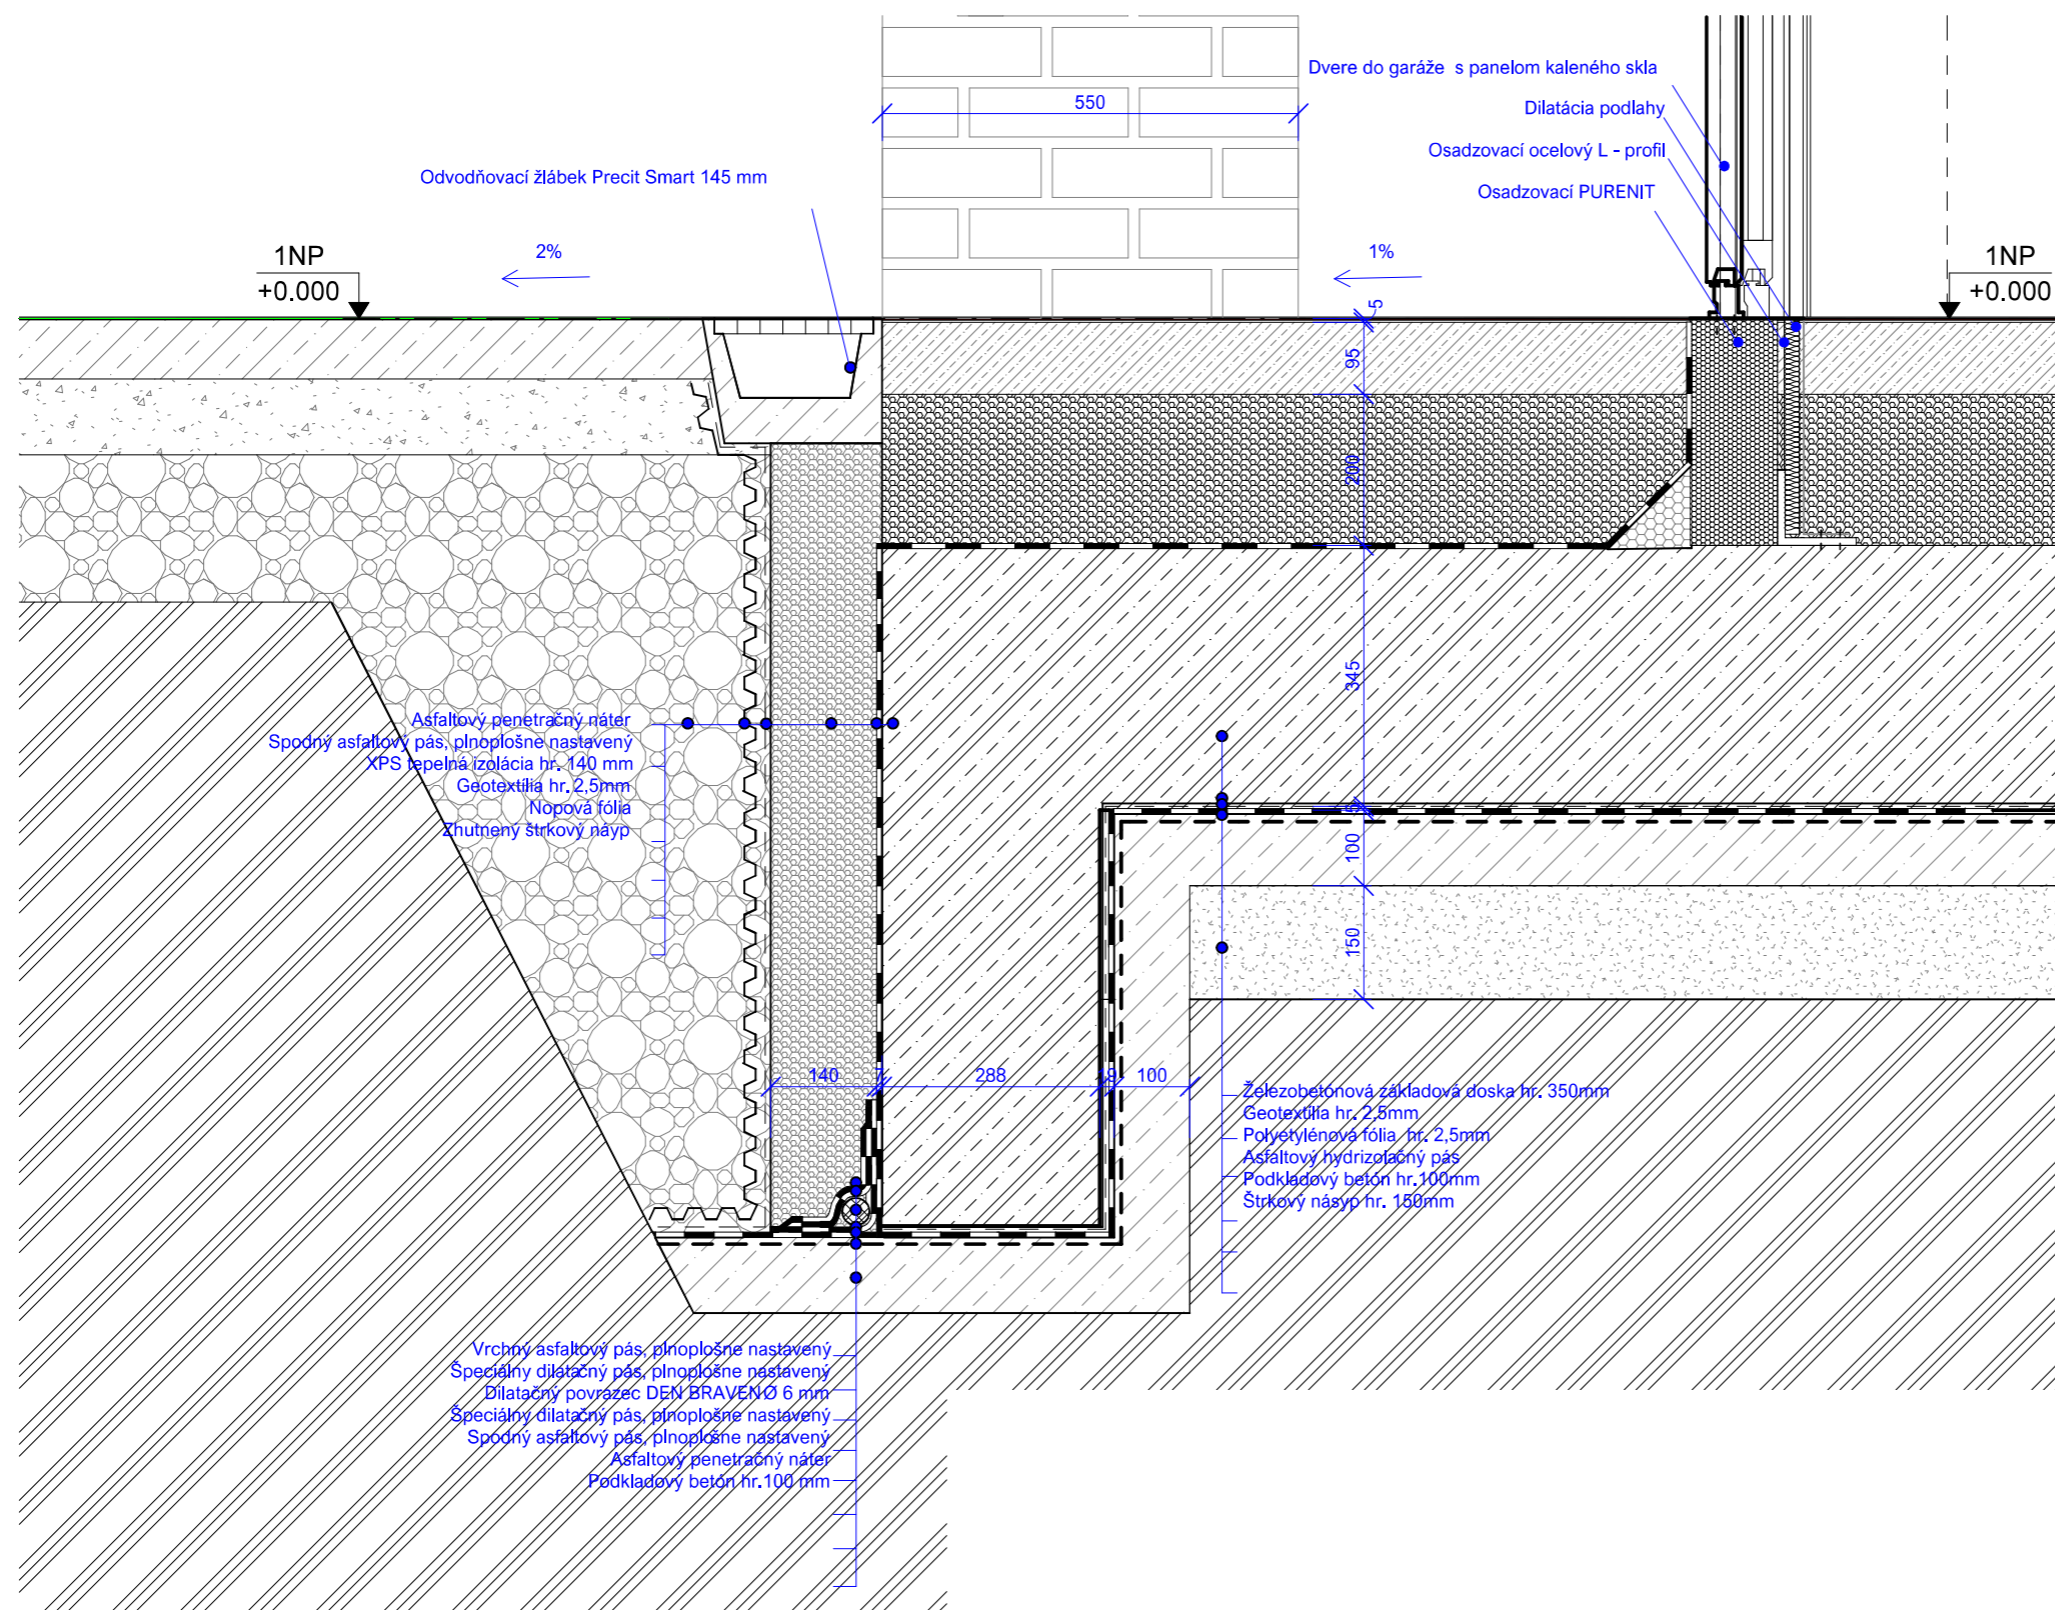 Dvere do garáže s panelom kaleného skla
550
Dilatácia podlahy
Osadzovací ocelový L - profil
Odvodňovací žlábek Precit Smart 145 mm
Osadzovací PURENIT
1NP
+0.000
2%
1%
1NP
+0.000
5
95
200
345
Asfaltový penetračný náter
Spodný asfaltový pás, plnoplošne nastavený
XPS tepelná izolácia hr. 140 mm
Geotextília hr. 2,5mm
Nopová fólia
Zhutnený štrkový náyp
5
100
150
140
7
288
19
100
Železobetónová základová doska hr. 350mm
Geotextília hr. 2,5mm
Polyetylénová fólia hr. 2,5mm
Asfaltový hydrizolačný pás
Podkladový betón hr.100mm
Štrkový násyp hr. 150mm
Vrchný asfaltový pás, plnoplošne nastavený
Špeciálny dilatačný pás, plnoplošne nastavený
Dilatačný povrazec DEN BRAVEN Ø 6 mm
Špeciálny dilatačný pás, plnoplošne nastavený
Spodný asfaltový pás, plnoplošne nastavený
Asfaltový penetračný náter
Podkladový betón hr.100 mm